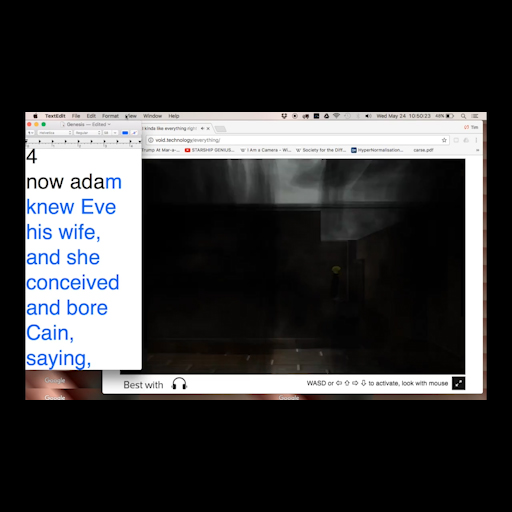 TextEdit File Edit Format View Window Help
Wed May 24 10:50:23
Genesis — Edited
kinda like everything right
Tim
void.technology/everything/
Trump At Mar-a-... STARSHIP GENIUS... I Am a Camera - Wi... Society for the Diff... HyperNormalisation... carse.pdf
4
now adam
knew Eve
his wife,
and she
conceived
and bore
Cain,
saying,
Best with
WASD or to activate, look with mouse
Google
Google